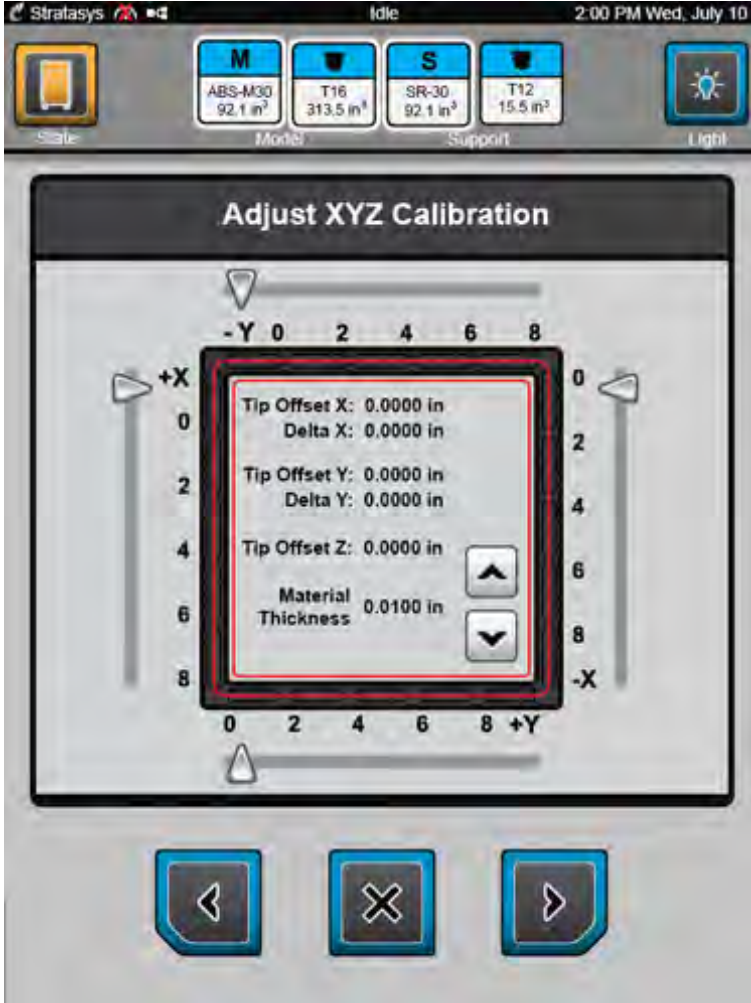 Stratasys Idle 2:00 PM Wed, July 10
M S
ABS-M30 T16 SR-30 T12
92.1 in³ 313.5 in³ 92.1 in³ 15.5 in³
State Model Support Light
Adjust XYZ Calibration
- Y 0 2 4 6 8
+X
0
2
4
6
8
Tip Offset X: 0.0000 in
Delta X: 0.0000 in
Tip Offset Y: 0.0000 in
Delta Y: 0.0000 in
Tip Offset Z: 0.0000 in
Material
Thickness 0.0100 in
0
2
4
6
8
-X
0 2 4 6 8 +Y